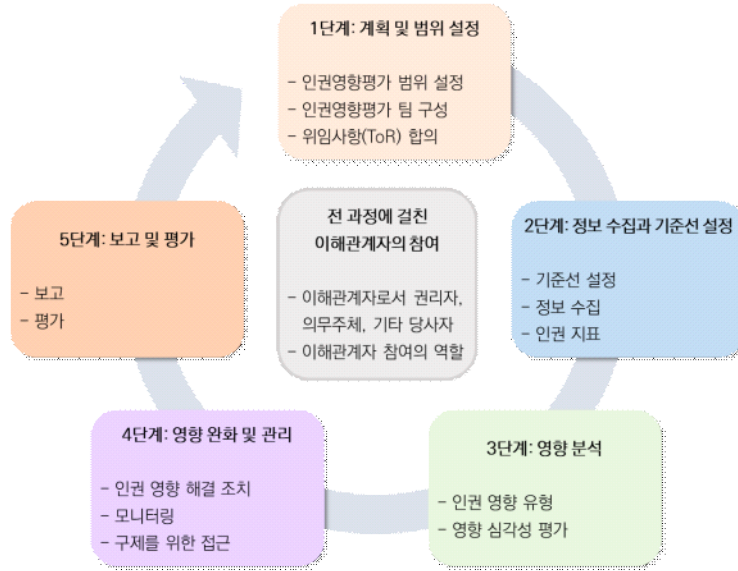 1단계: 계획 및 범위 설정
- 인권영향평가 범위 설정
- 인권영향평가 팀 구성
- 위임사항(ToR) 합의
2단계: 정보 수집과 기준선 설정
- 기준선 설정
- 정보 수집
- 인권 지표
3단계: 영향 분석
- 인권 영향 유형
- 영향 심각성 평가
4단계: 영향 완화 및 관리
- 인권 영향 해결 조치
- 모니터링
- 구제를 위한 접근
5단계: 보고 및 평가
- 보고
- 평가
전 과정에 걸친
이해관계자의 참여
- 이해관계자로서 권리자,
의무주체, 기타 당사자
- 이해관계자 참여의 역할